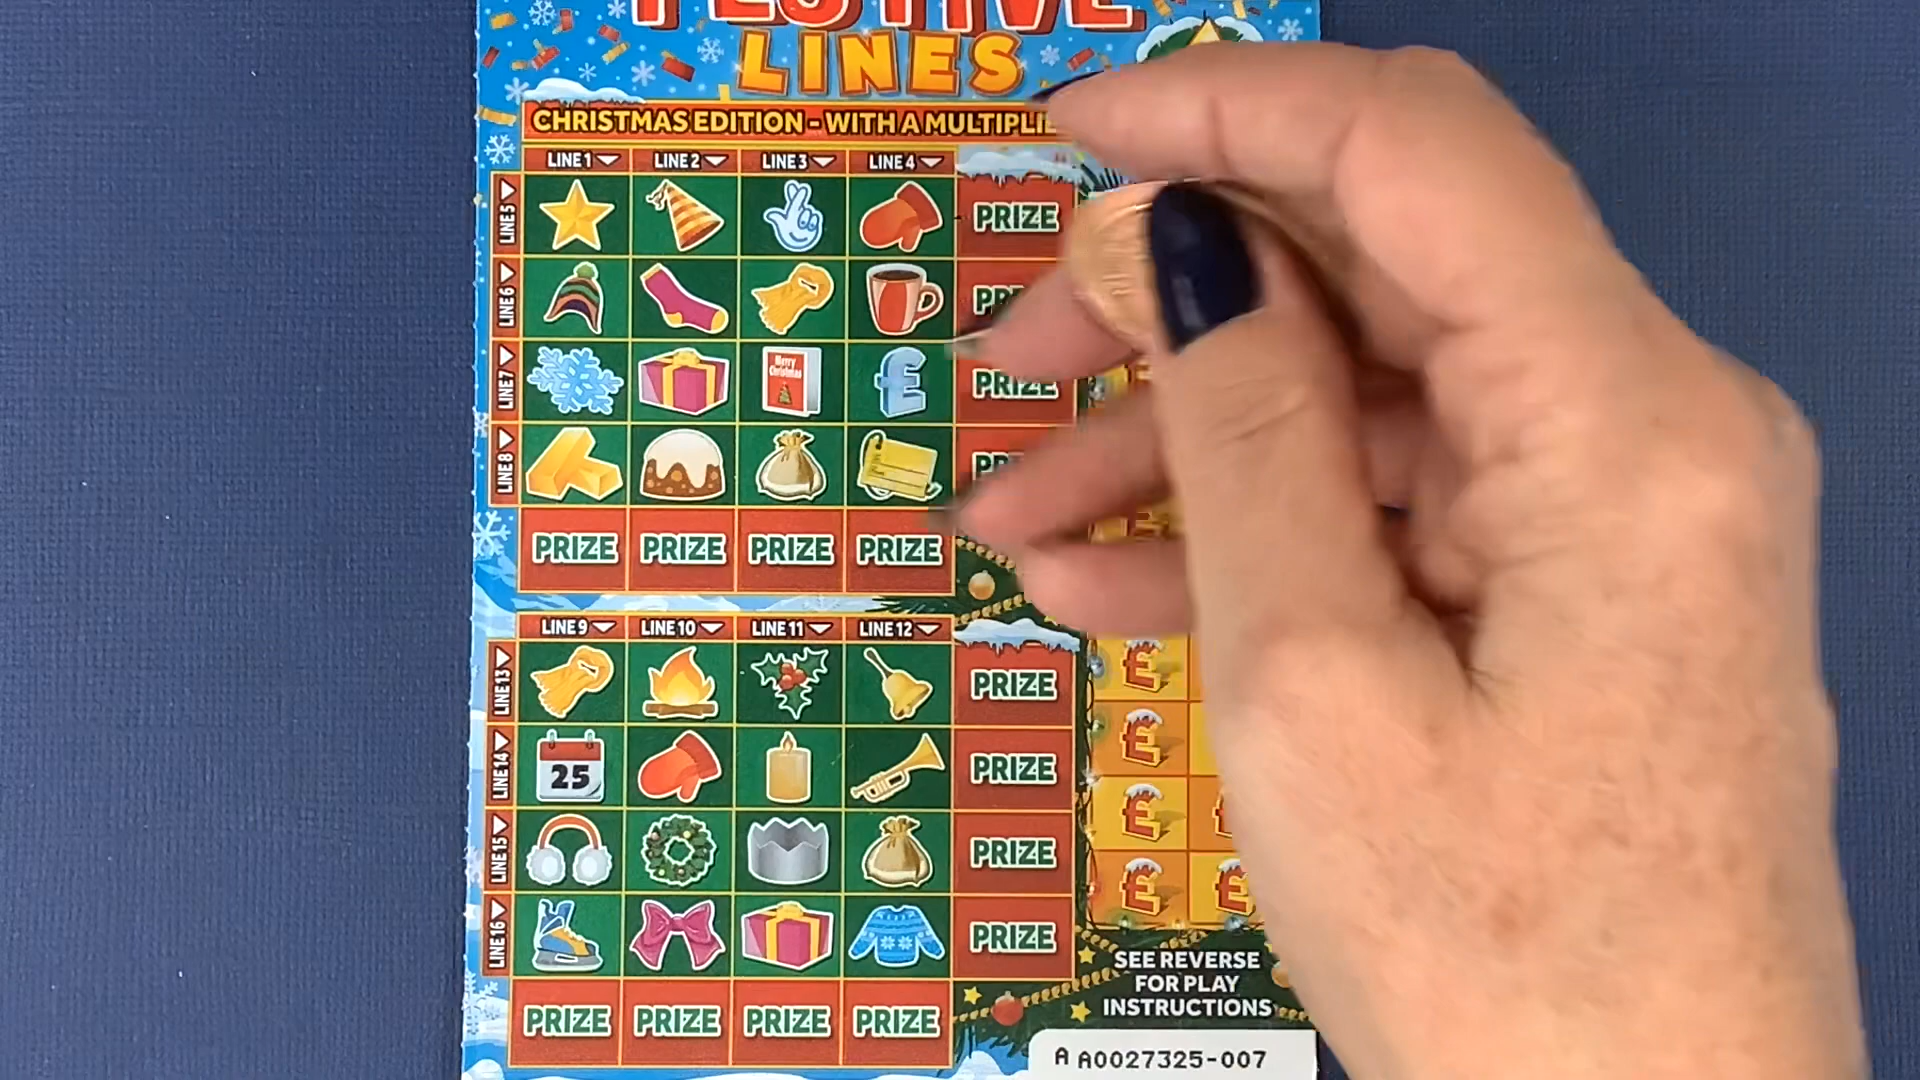 FESTIVE
LINES
CHRISTMAS EDITION - WITH A
LINE 1 LINE 2 LINE 3 LINE 4
LINE 5 PRIZE
LINE 6
LINE 7 Merry Christmas £ PRIZE
LINE 8
PRIZE PRIZE PRIZE PRIZE
LINE 9 LINE 10 LINE 11 LINE 12
LINE 13 PRIZE £
LINE 14 25 PRIZE £
LINE 15 PRIZE £ £
LINE 16 PRIZE £ £
SEE REVERSE
FOR PLAY
INSTRUCTIONS
PRIZE PRIZE PRIZE PRIZE
A A0027325-007